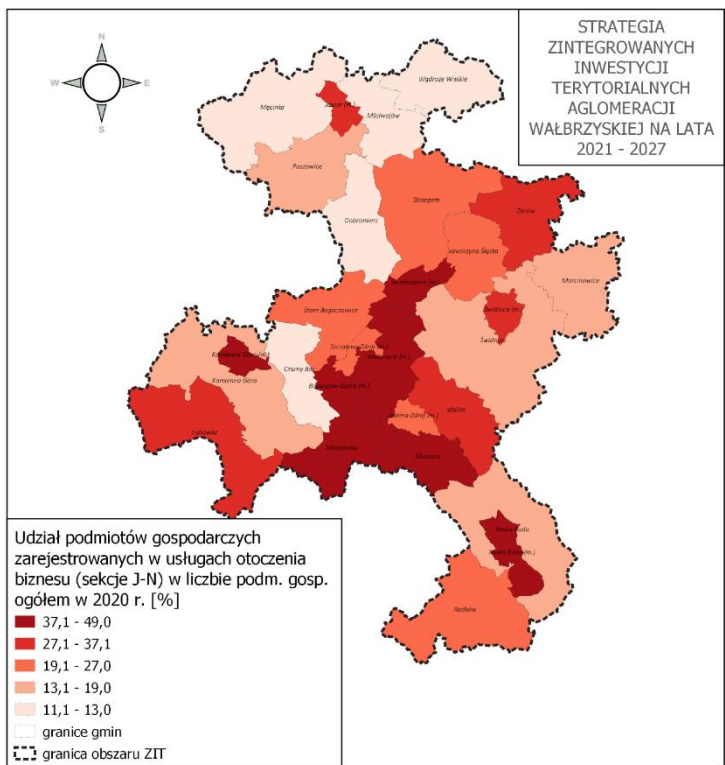 STRATEGIA
ZINTEGROWANYCH
INWESTYCJI
TERYTORIALNYCH
AGLOMERACJI
WAŁBRZYSKIEJ NA LATA
2021 - 2027
N
W
E
S
Wądroże Wielkie
Męcinka
Jawor (m.)
Mściwojów
Paszowice
Strzegom
Dobromierz
Żarów
Jaworzyna Śląska
Marcinowice
Świebodzice (m.)
Stare Bogaczowice
Świdnica (m.)
Świdnica
Szczawno-Zdrój (m.)
Wałbrzych (m.)
Kamienna Góra (m.)
Czarny Bór
Kamienna Góra
Boguszów-Gorce (m.)
Walim
Jedlina-Zdrój (m.)
Lubawka
Mieroszów
Głuszyca
Nowa Ruda
Nowa Ruda (m.)
Radków
Udział podmiotów gospodarczych
zarejestrowanych w usługach otoczenia
biznesu (sekcje J-N) w liczbie podm. gosp.
ogółem w 2020 r. [%]
37,1 - 49,0
27,1 - 37,1
19,1 - 27,0
13,1 - 19,0
11,1 - 13,0
granice gmin
granica obszaru ZIT